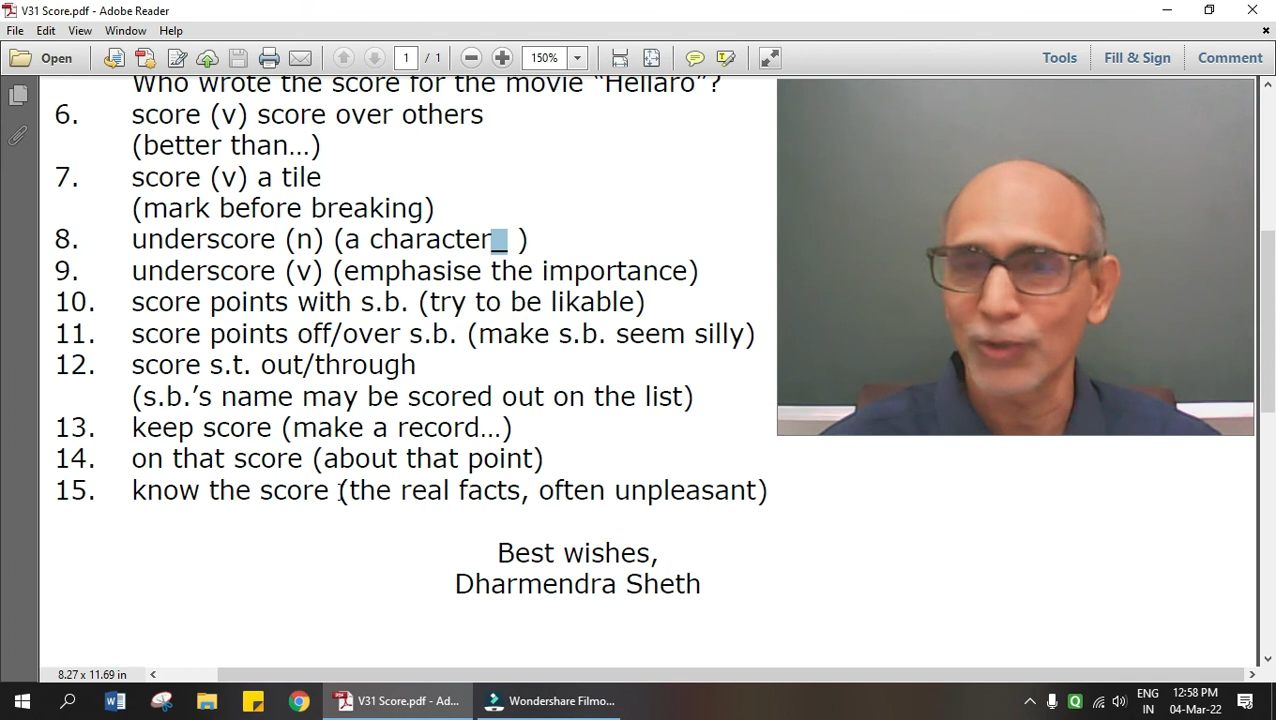 V31 Score.pdf - Adobe Reader
File Edit View Window Help
Open 1 / 1 150% Tools Fill & Sign Comment
Who wrote the score for the movie “Hellaro”?
6. score (v) score over others
(better than…)
7. score (v) a tile
(mark before breaking)
8. underscore (n) (a character_ )
9. underscore (v) (emphasise the importance)
10. score points with s.b. (try to be likable)
11. score points off/over s.b. (make s.b. seem silly)
12. score s.t. out/through
(s.b.’s name may be scored out on the list)
13. keep score (make a record…)
14. on that score (about that point)
15. know the score (the real facts, often unpleasant)
Best wishes,
Dharmendra Sheth
8.27 x 11.69 in
V31 Score.pdf - Ad... Wondershare Filmo... ENG 12:58 PM
IN 04-Mar-22